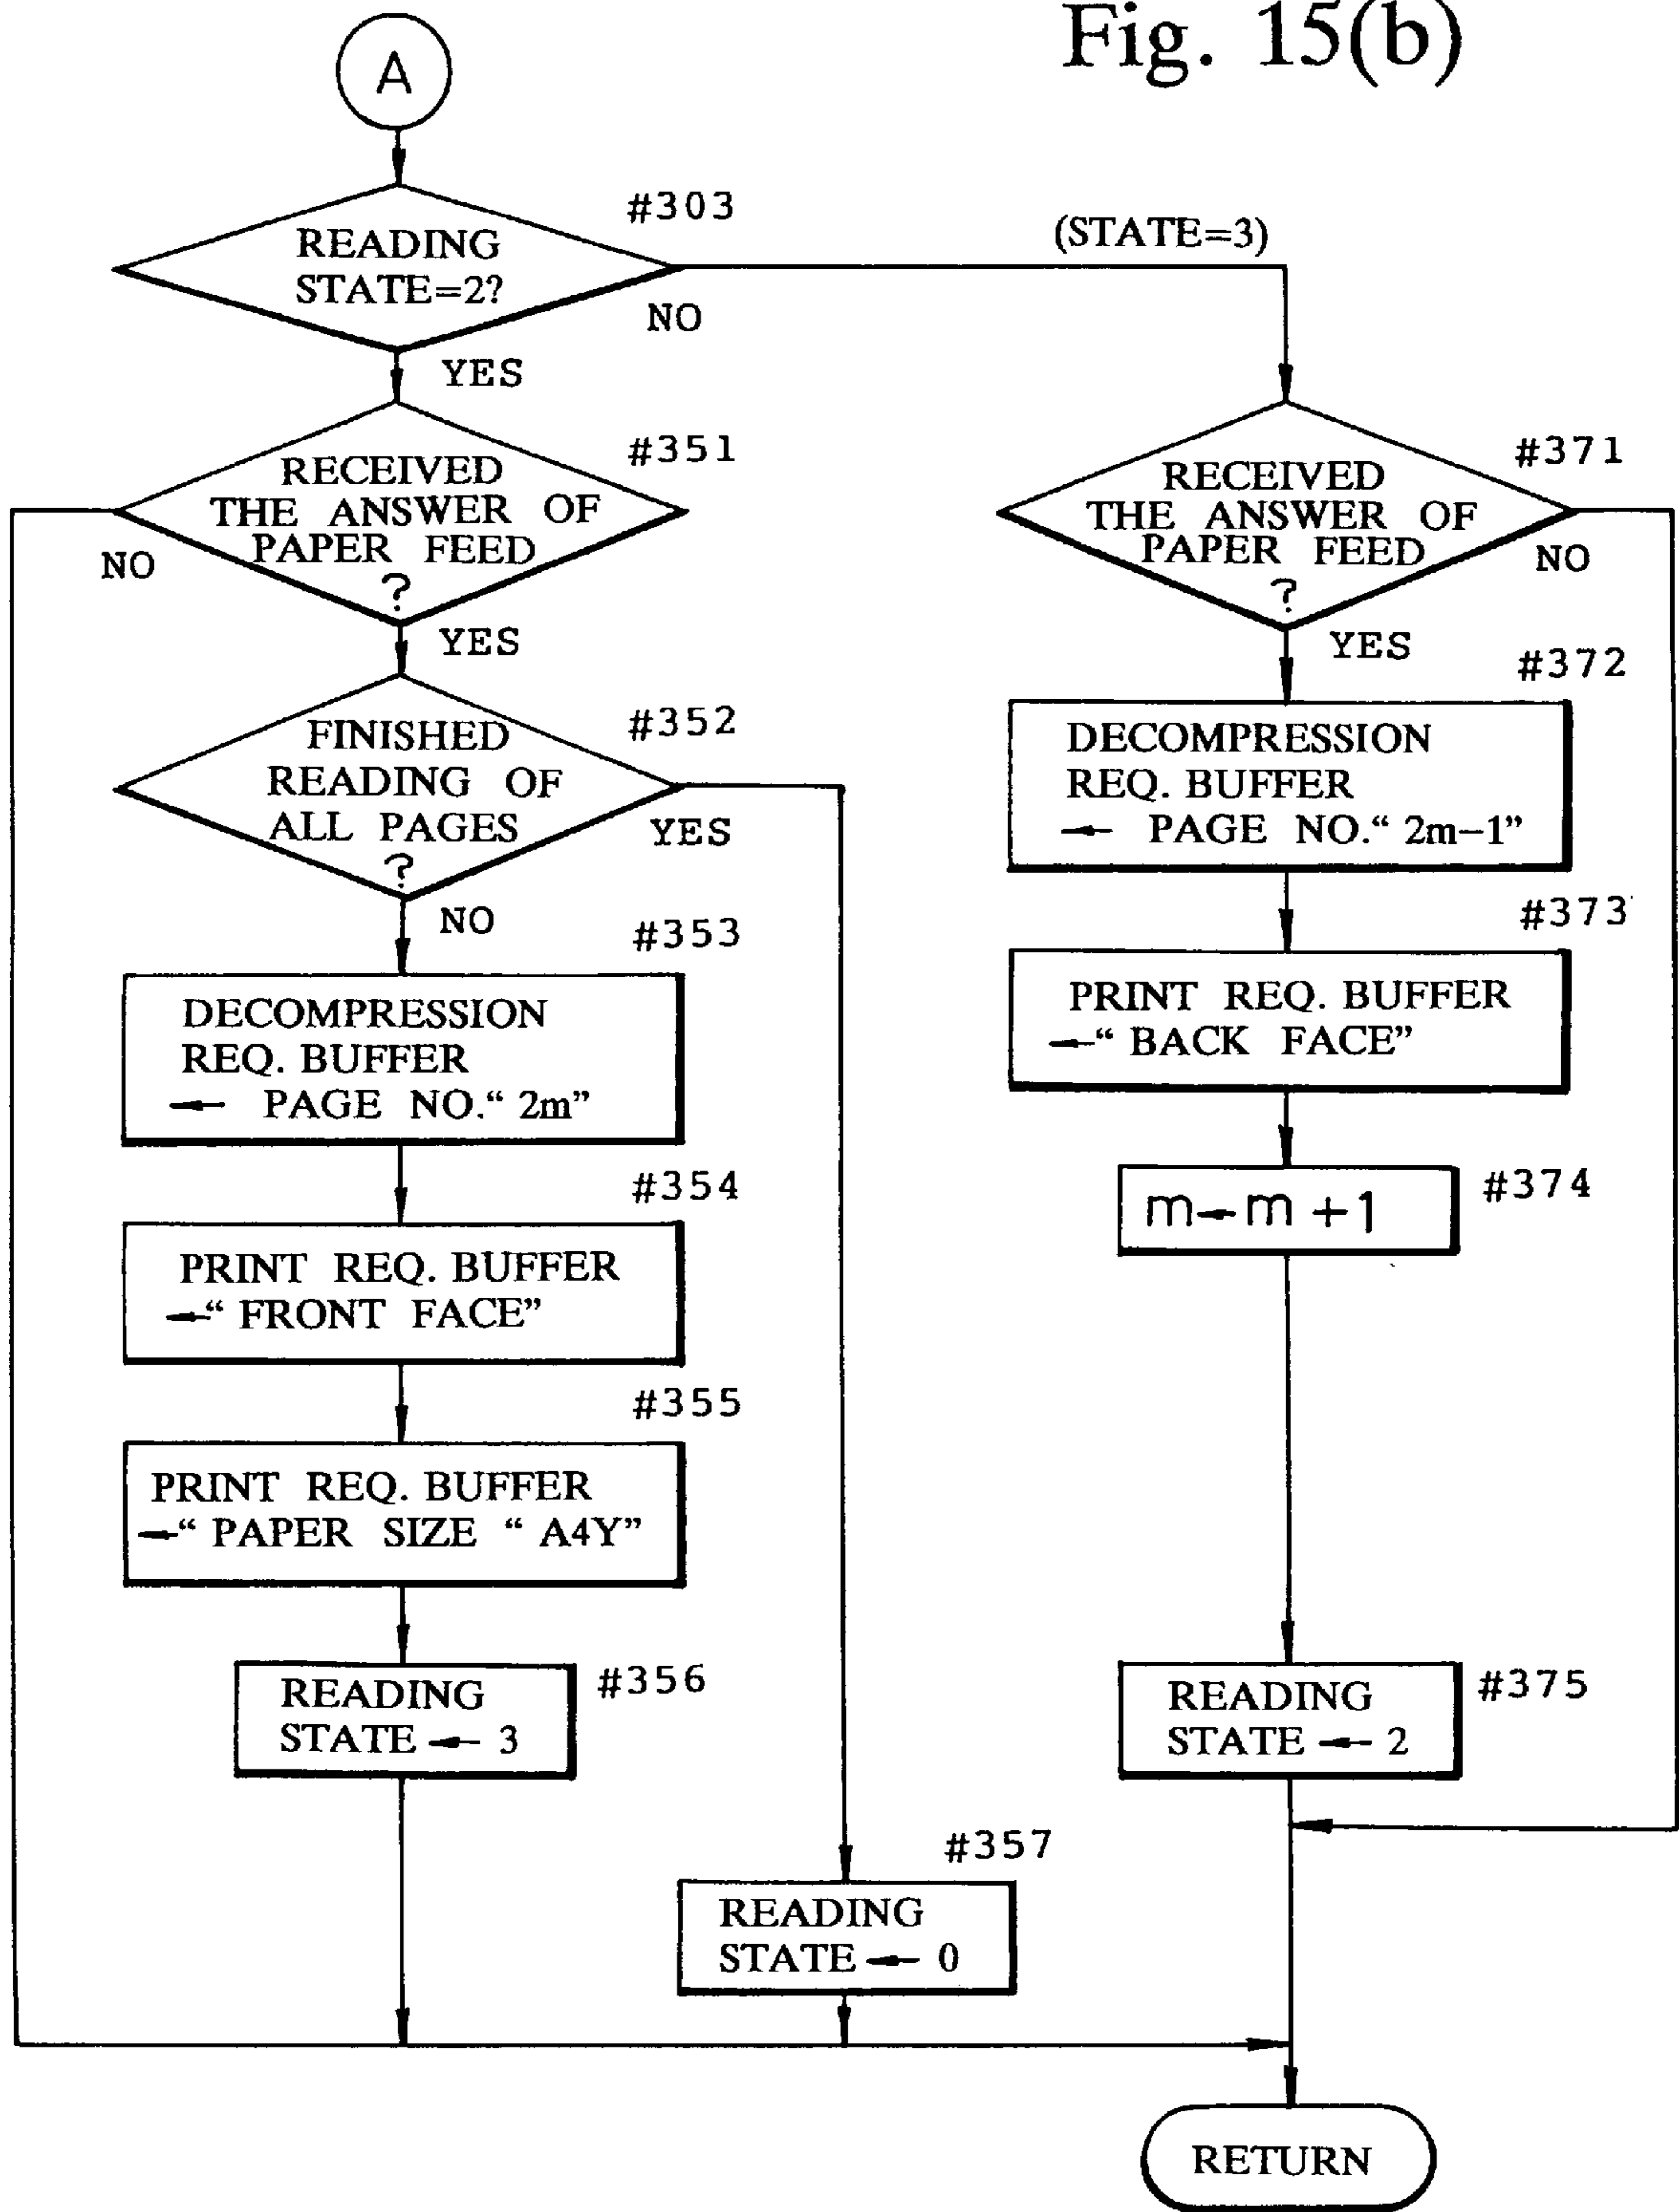 Fig. 15(b)
A
#303
READING
STATE=2?
(STATE=3)
NO
YES
#351
RECEIVED
THE ANSWER OF
PAPER FEED
?
NO
YES
#371
RECEIVED
THE ANSWER OF
PAPER FEED
?
NO
YES
#352
FINISHED
READING OF
ALL PAGES
?
YES
NO
#372
DECOMPRESSION
REQ. BUFFER
← PAGE NO.“ 2m−1”
#353
DECOMPRESSION
REQ. BUFFER
← PAGE NO.“ 2m”
#373
PRINT REQ. BUFFER
←“ BACK FACE”
#354
PRINT REQ. BUFFER
←“ FRONT FACE”
#374
m←m+1
#355
PRINT REQ. BUFFER
←“ PAPER SIZE “ A4Y”
#356
READING
STATE ← 3
#375
READING
STATE ← 2
#357
READING
STATE ← 0
RETURN